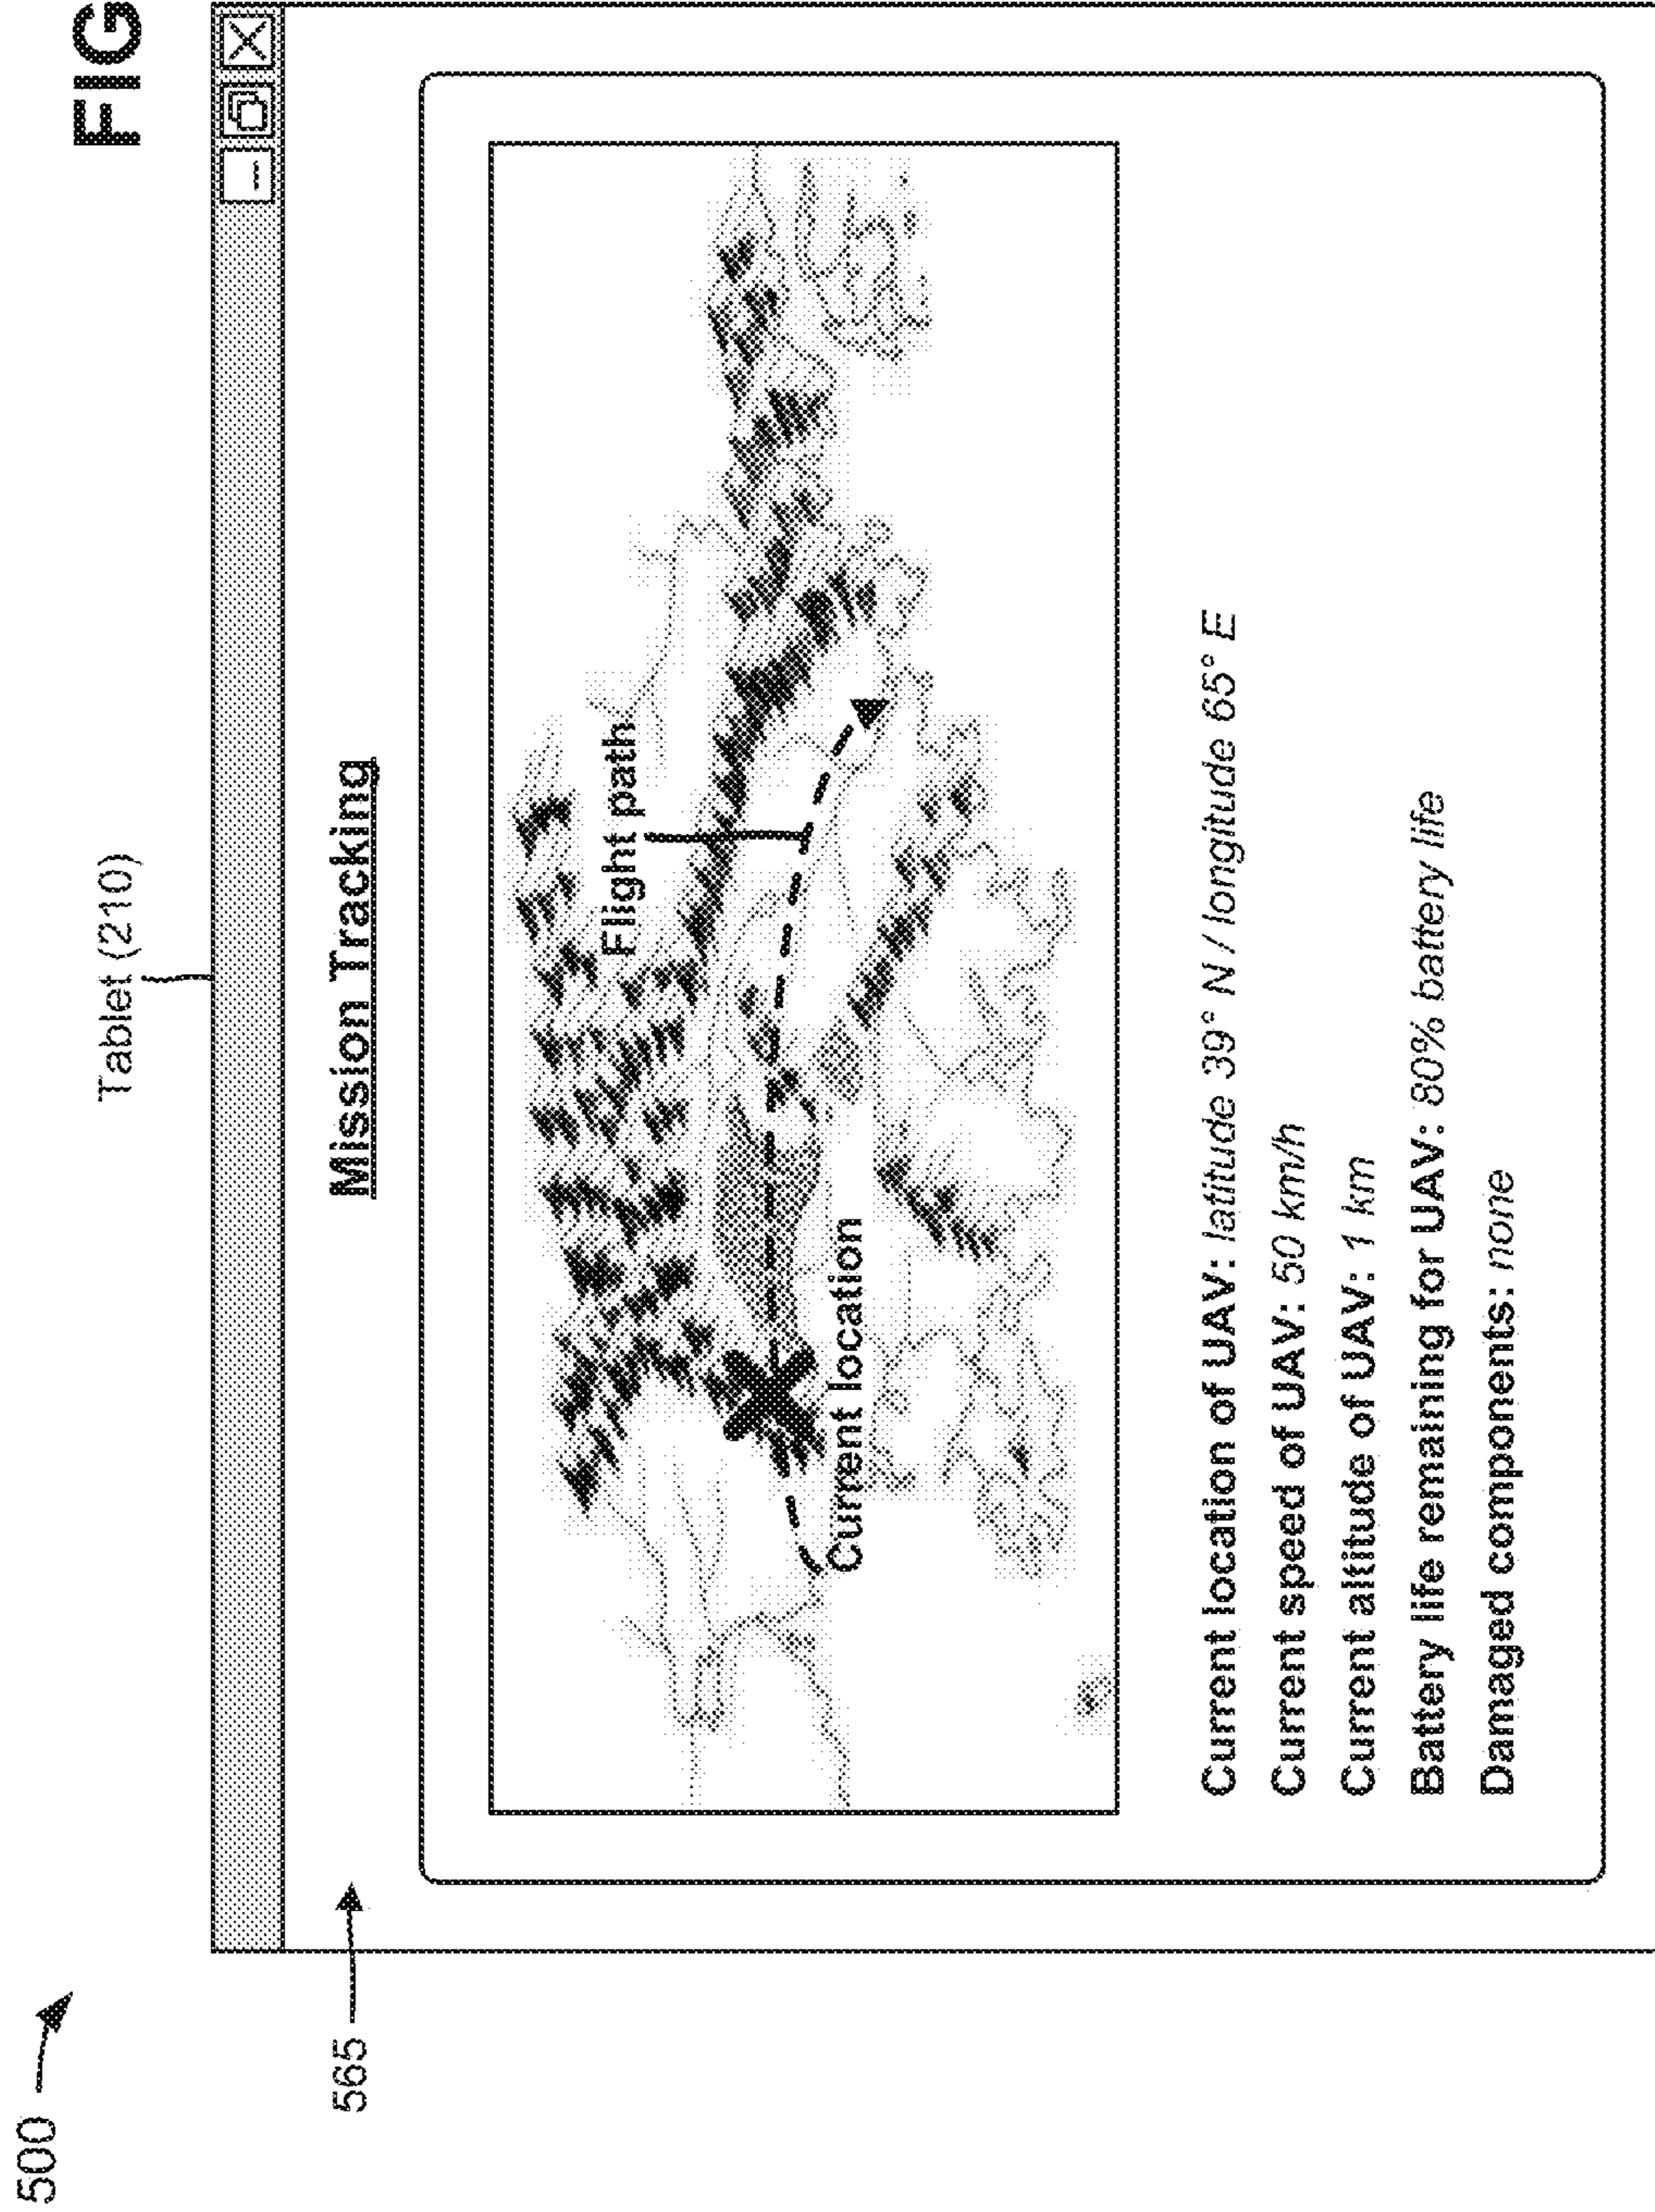 500
FIG
Tablet (210)
565
Mission Tracking
Flight path
Current location
Current location of UAV: latitude 39° N / longitude 65° E
Current speed of UAV: 50 km/h
Current altitude of UAV: 1 km
Battery life remaining for UAV: 80% battery life
Damaged components: none